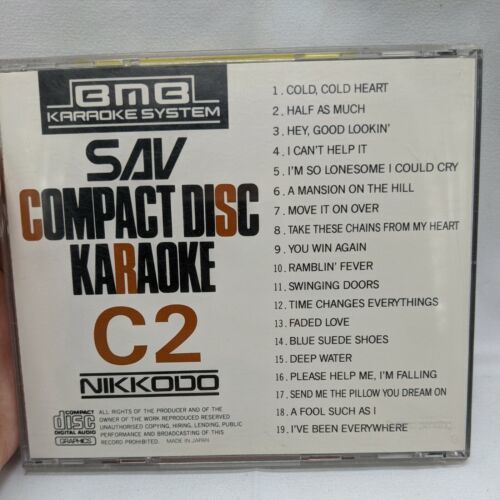 BMB
KARAOKE SYSTEM
SAV
COMPACT DISC
KARAOKE
C2
NIKKODO
COMPACT
disc
DIGITAL AUDIO
GRAPHICS
ALL RIGHTS OF THE PRODUCER AND OF THE
OWNER OF THE WORK REPRODUCED RESERVED
UNAUTHORISED COPYING, HIRING, LENDING, PUBLIC
PERFORMANCE AND BROADCASTING OF THIS
RECORD PROHIBITED. MADE IN JAPAN
1. COLD, COLD HEART
2. HALF AS MUCH
3. HEY, GOOD LOOKIN'
4. I CAN'T HELP IT
5. I'M SO LONESOME I COULD CRY
6. A MANSION ON THE HILL
7. MOVE IT ON OVER
8. TAKE THESE CHAINS FROM MY HEART
9. YOU WIN AGAIN
10. RAMBLIN' FEVER
11. SWINGING DOORS
12. TIME CHANGES EVERYTHINGS
13. FADED LOVE
14. BLUE SUEDE SHOES
15. DEEP WATER
16. PLEASE HELP ME, I'M FALLING
17. SEND ME THE PILLOW YOU DREAM ON
18. A FOOL SUCH AS I
19. I'VE BEEN EVERYWHERE